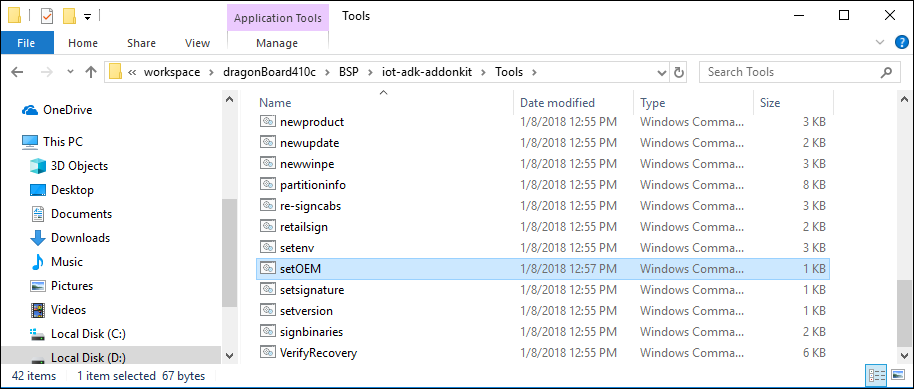 Application Tools Tools
File Home Share View Manage
« workspace › dragonBoard410c › BSP › iot-adk-addonkit › Tools › Search Tools
OneDrive
This PC
3D Objects
Desktop
Documents
Downloads
Music
Pictures
Videos
Local Disk (C:)
Local Disk (D:)
Name Date modified Type Size
newproduct 1/8/2018 12:55 PM Windows Comma... 3 KB
newupdate 1/8/2018 12:55 PM Windows Comma... 2 KB
newwinpe 1/8/2018 12:55 PM Windows Comma... 3 KB
partitioninfo 1/8/2018 12:55 PM Windows Comma... 8 KB
re-signcabs 1/8/2018 12:55 PM Windows Comma... 3 KB
retailsign 1/8/2018 12:55 PM Windows Comma... 2 KB
setenv 1/8/2018 12:55 PM Windows Comma... 3 KB
setOEM 1/8/2018 12:57 PM Windows Comma... 1 KB
setsignature 1/8/2018 12:55 PM Windows Comma... 1 KB
setversion 1/8/2018 12:55 PM Windows Comma... 1 KB
signbinaries 1/8/2018 12:55 PM Windows Comma... 2 KB
VerifyRecovery 1/8/2018 12:55 PM Windows Comma... 6 KB
42 items 1 item selected 67 bytes